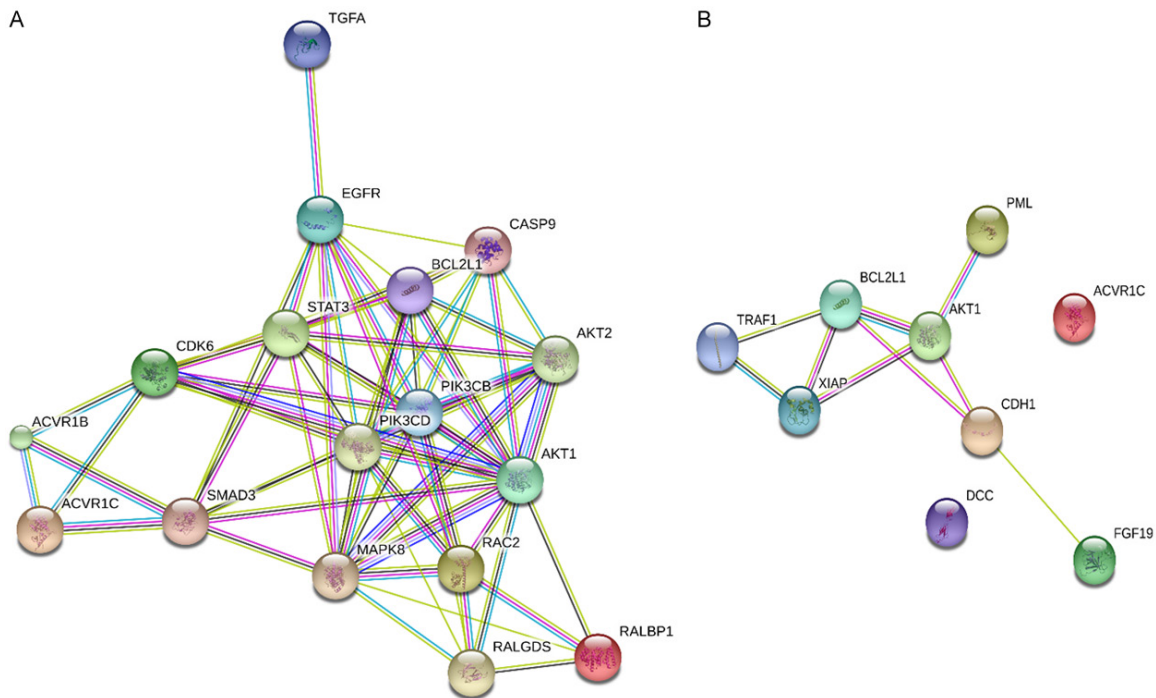 A
TGFA
EGFR
CASP9
BCL2L1
STAT3
AKT2
CDK6
PIK3CB
PIK3CD
ACVR1B
AKT1
ACVR1C
SMAD3
MAPK8
RAC2
RALGDS
RALBP1
B
PML
BCL2L1
ACVR1C
AKT1
TRAF1
XIAP
CDH1
DCC
FGF19